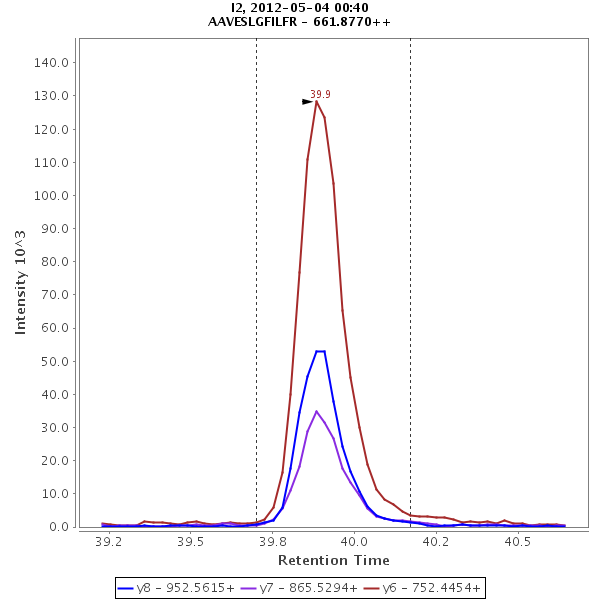 I2, 2012-05-04 00:40
AAVESLGFILFR - 661.8770++
Intensity 10^3
140.0
130.0
120.0
110.0
100.0
90.0
80.0
70.0
60.0
50.0
40.0
30.0
20.0
10.0
0.0
39.9
39.2 39.5 39.8 40.0 40.2 40.5
Retention Time
y8 - 952.5615+ y7 - 865.5294+ y6 - 752.4454+